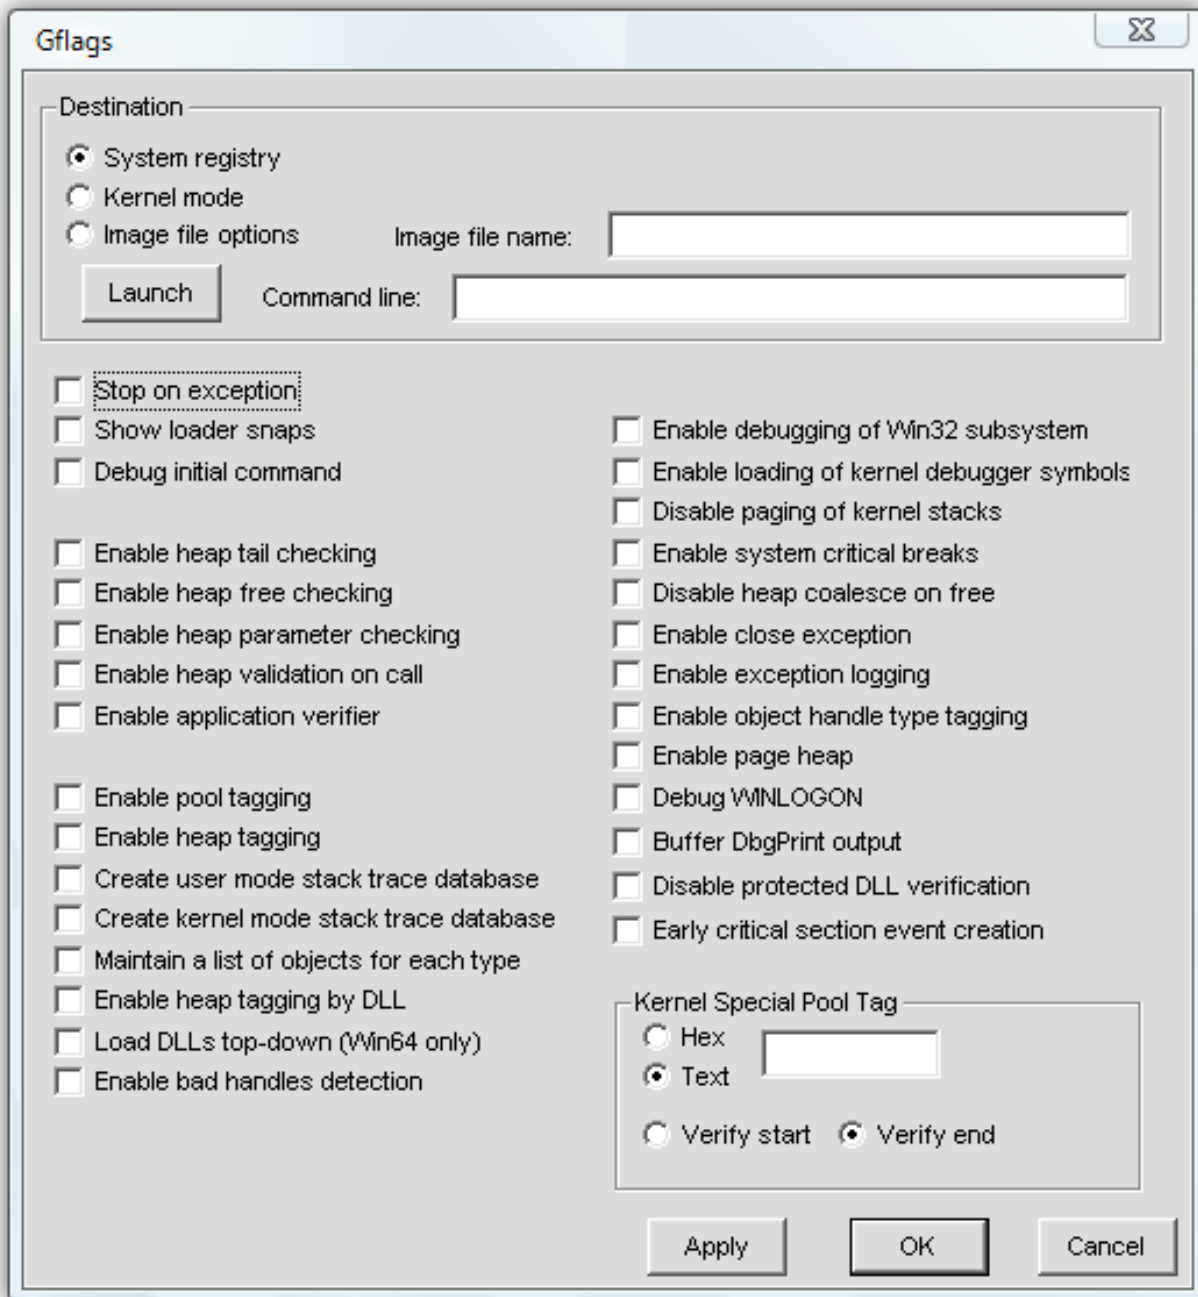 Gflags
Destination
System registry
Kernel mode
Image file options Image file name:
Launch Command line:
Stop on exception
Show loader snaps
Debug initial command
Enable heap tail checking
Enable heap free checking
Enable heap parameter checking
Enable heap validation on call
Enable application verifier
Enable pool tagging
Enable heap tagging
Create user mode stack trace database
Create kernel mode stack trace database
Maintain a list of objects for each type
Enable heap tagging by DLL
Load DLLs top-down (Win64 only)
Enable bad handles detection
Enable debugging of Win32 subsystem
Enable loading of kernel debugger symbols
Disable paging of kernel stacks
Enable system critical breaks
Disable heap coalesce on free
Enable close exception
Enable exception logging
Enable object handle type tagging
Enable page heap
Debug WINLOGON
Buffer DbgPrint output
Disable protected DLL verification
Early critical section event creation
Kernel Special Pool Tag
Hex
Text
Verify start Verify end
Apply OK Cancel